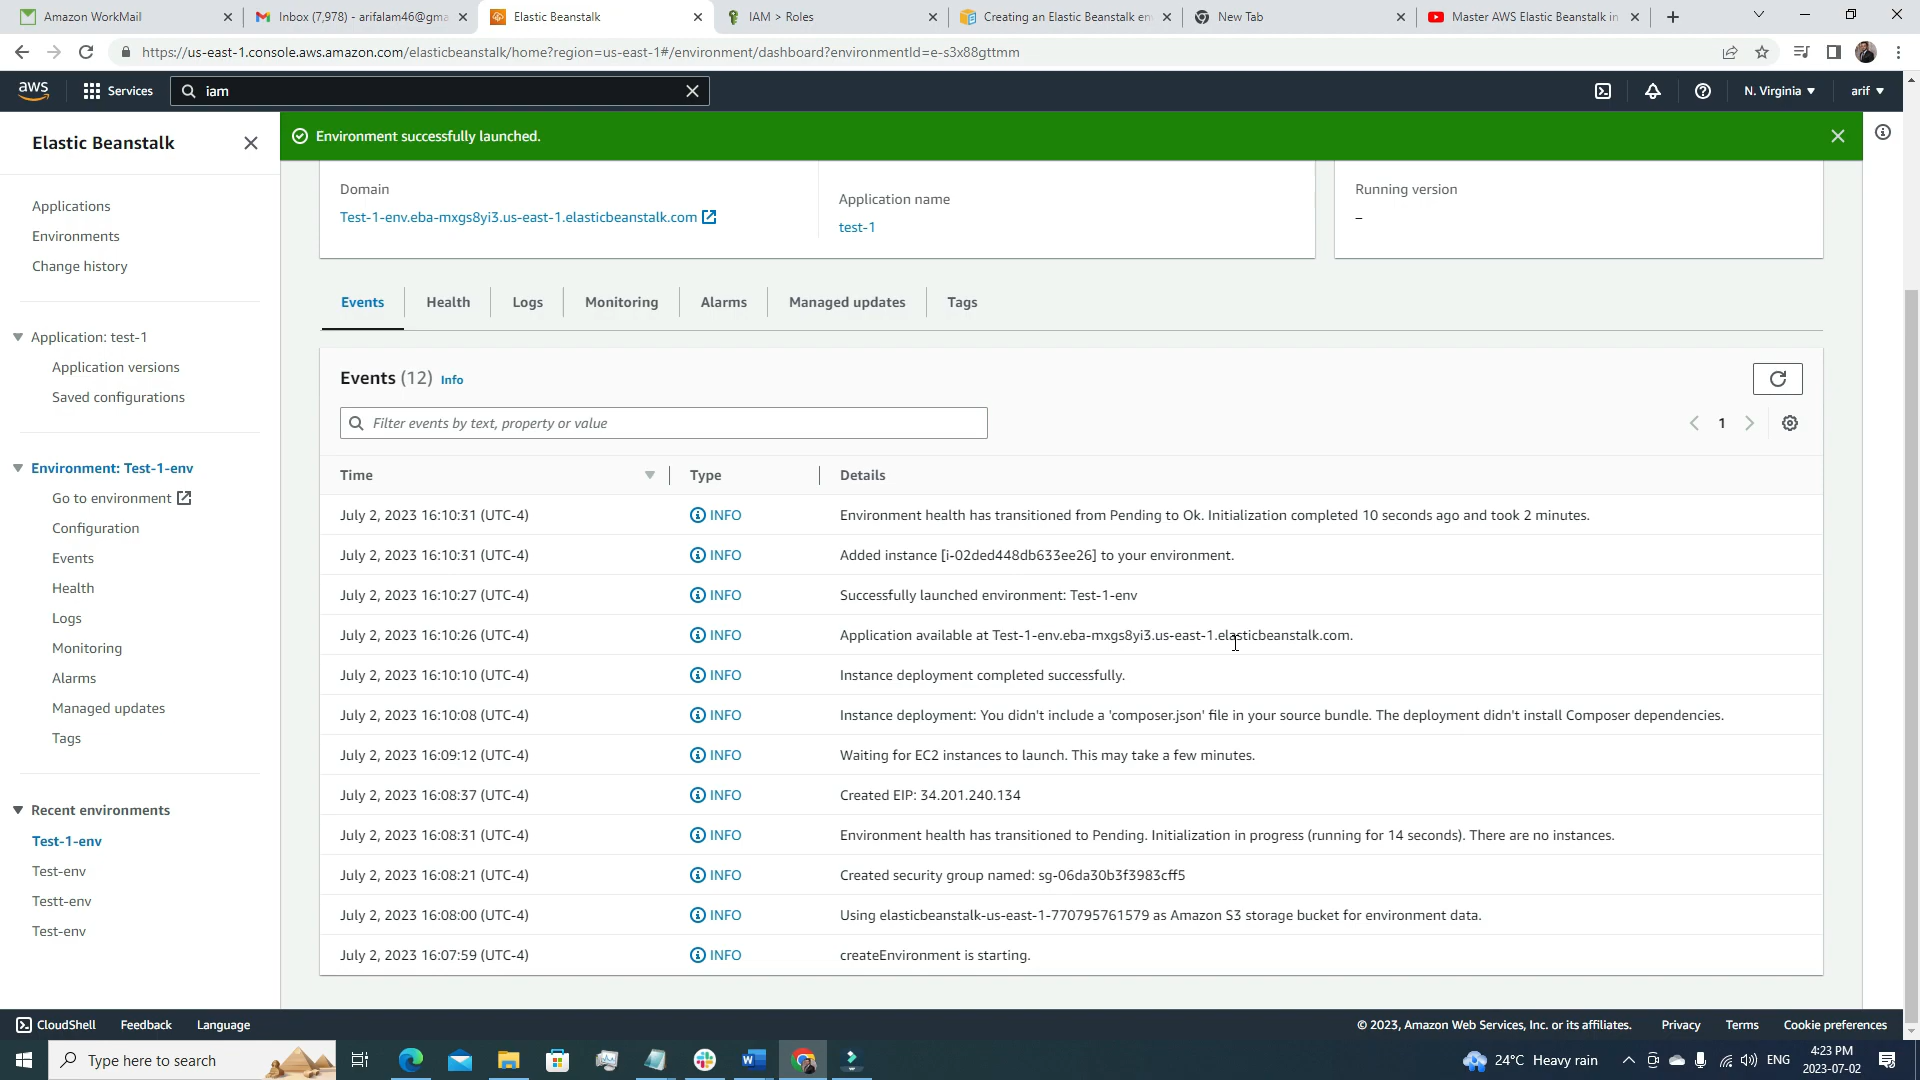 Amazon WorkMail
Inbox (7,978) - arifalam46@gma
Elastic Beanstalk
IAM > Roles
Creating an Elastic Beanstalk en
New Tab
Master AWS Elastic Beanstalk in
https://us-east-1.console.aws.amazon.com/elasticbeanstalk/home?region=us-east-1#/environment/dashboard?environmentId=e-s3x88gttmm
aws
Services
iam
N. Virginia
arif
Elastic Beanstalk
Environment successfully launched.
Applications
Environments
Change history
Application: test-1
Application versions
Saved configurations
Environment: Test-1-env
Go to environment
Configuration
Events
Health
Logs
Monitoring
Alarms
Managed updates
Tags
Recent environments
Test-1-env
Test-env
Testt-env
Test-env
Domain
Test-1-env.eba-mxgs8yi3.us-east-1.elasticbeanstalk.com
Application name
test-1
Running version
–
Events Health Logs Monitoring Alarms Managed updates Tags
Events (12) Info
Filter events by text, property or value
1
Time Type Details
July 2, 2023 16:10:31 (UTC-4) INFO Environment health has transitioned from Pending to Ok. Initialization completed 10 seconds ago and took 2 minutes.
July 2, 2023 16:10:31 (UTC-4) INFO Added instance [i-02ded448db633ee26] to your environment.
July 2, 2023 16:10:27 (UTC-4) INFO Successfully launched environment: Test-1-env
July 2, 2023 16:10:26 (UTC-4) INFO Application available at Test-1-env.eba-mxgs8yi3.us-east-1.elasticbeanstalk.com.
July 2, 2023 16:10:10 (UTC-4) INFO Instance deployment completed successfully.
July 2, 2023 16:10:08 (UTC-4) INFO Instance deployment: You didn't include a 'composer.json' file in your source bundle. The deployment didn't install Composer dependencies.
July 2, 2023 16:09:12 (UTC-4) INFO Waiting for EC2 instances to launch. This may take a few minutes.
July 2, 2023 16:08:37 (UTC-4) INFO Created EIP: 34.201.240.134
July 2, 2023 16:08:31 (UTC-4) INFO Environment health has transitioned to Pending. Initialization in progress (running for 14 seconds). There are no instances.
July 2, 2023 16:08:21 (UTC-4) INFO Created security group named: sg-06da30b3f3983cff5
July 2, 2023 16:08:00 (UTC-4) INFO Using elasticbeanstalk-us-east-1-770795761579 as Amazon S3 storage bucket for environment data.
July 2, 2023 16:07:59 (UTC-4) INFO createEnvironment is starting.
CloudShell Feedback Language
© 2023, Amazon Web Services, Inc. or its affiliates. Privacy Terms Cookie preferences
Type here to search
24°C Heavy rain
ENG
4:23 PM
2023-07-02